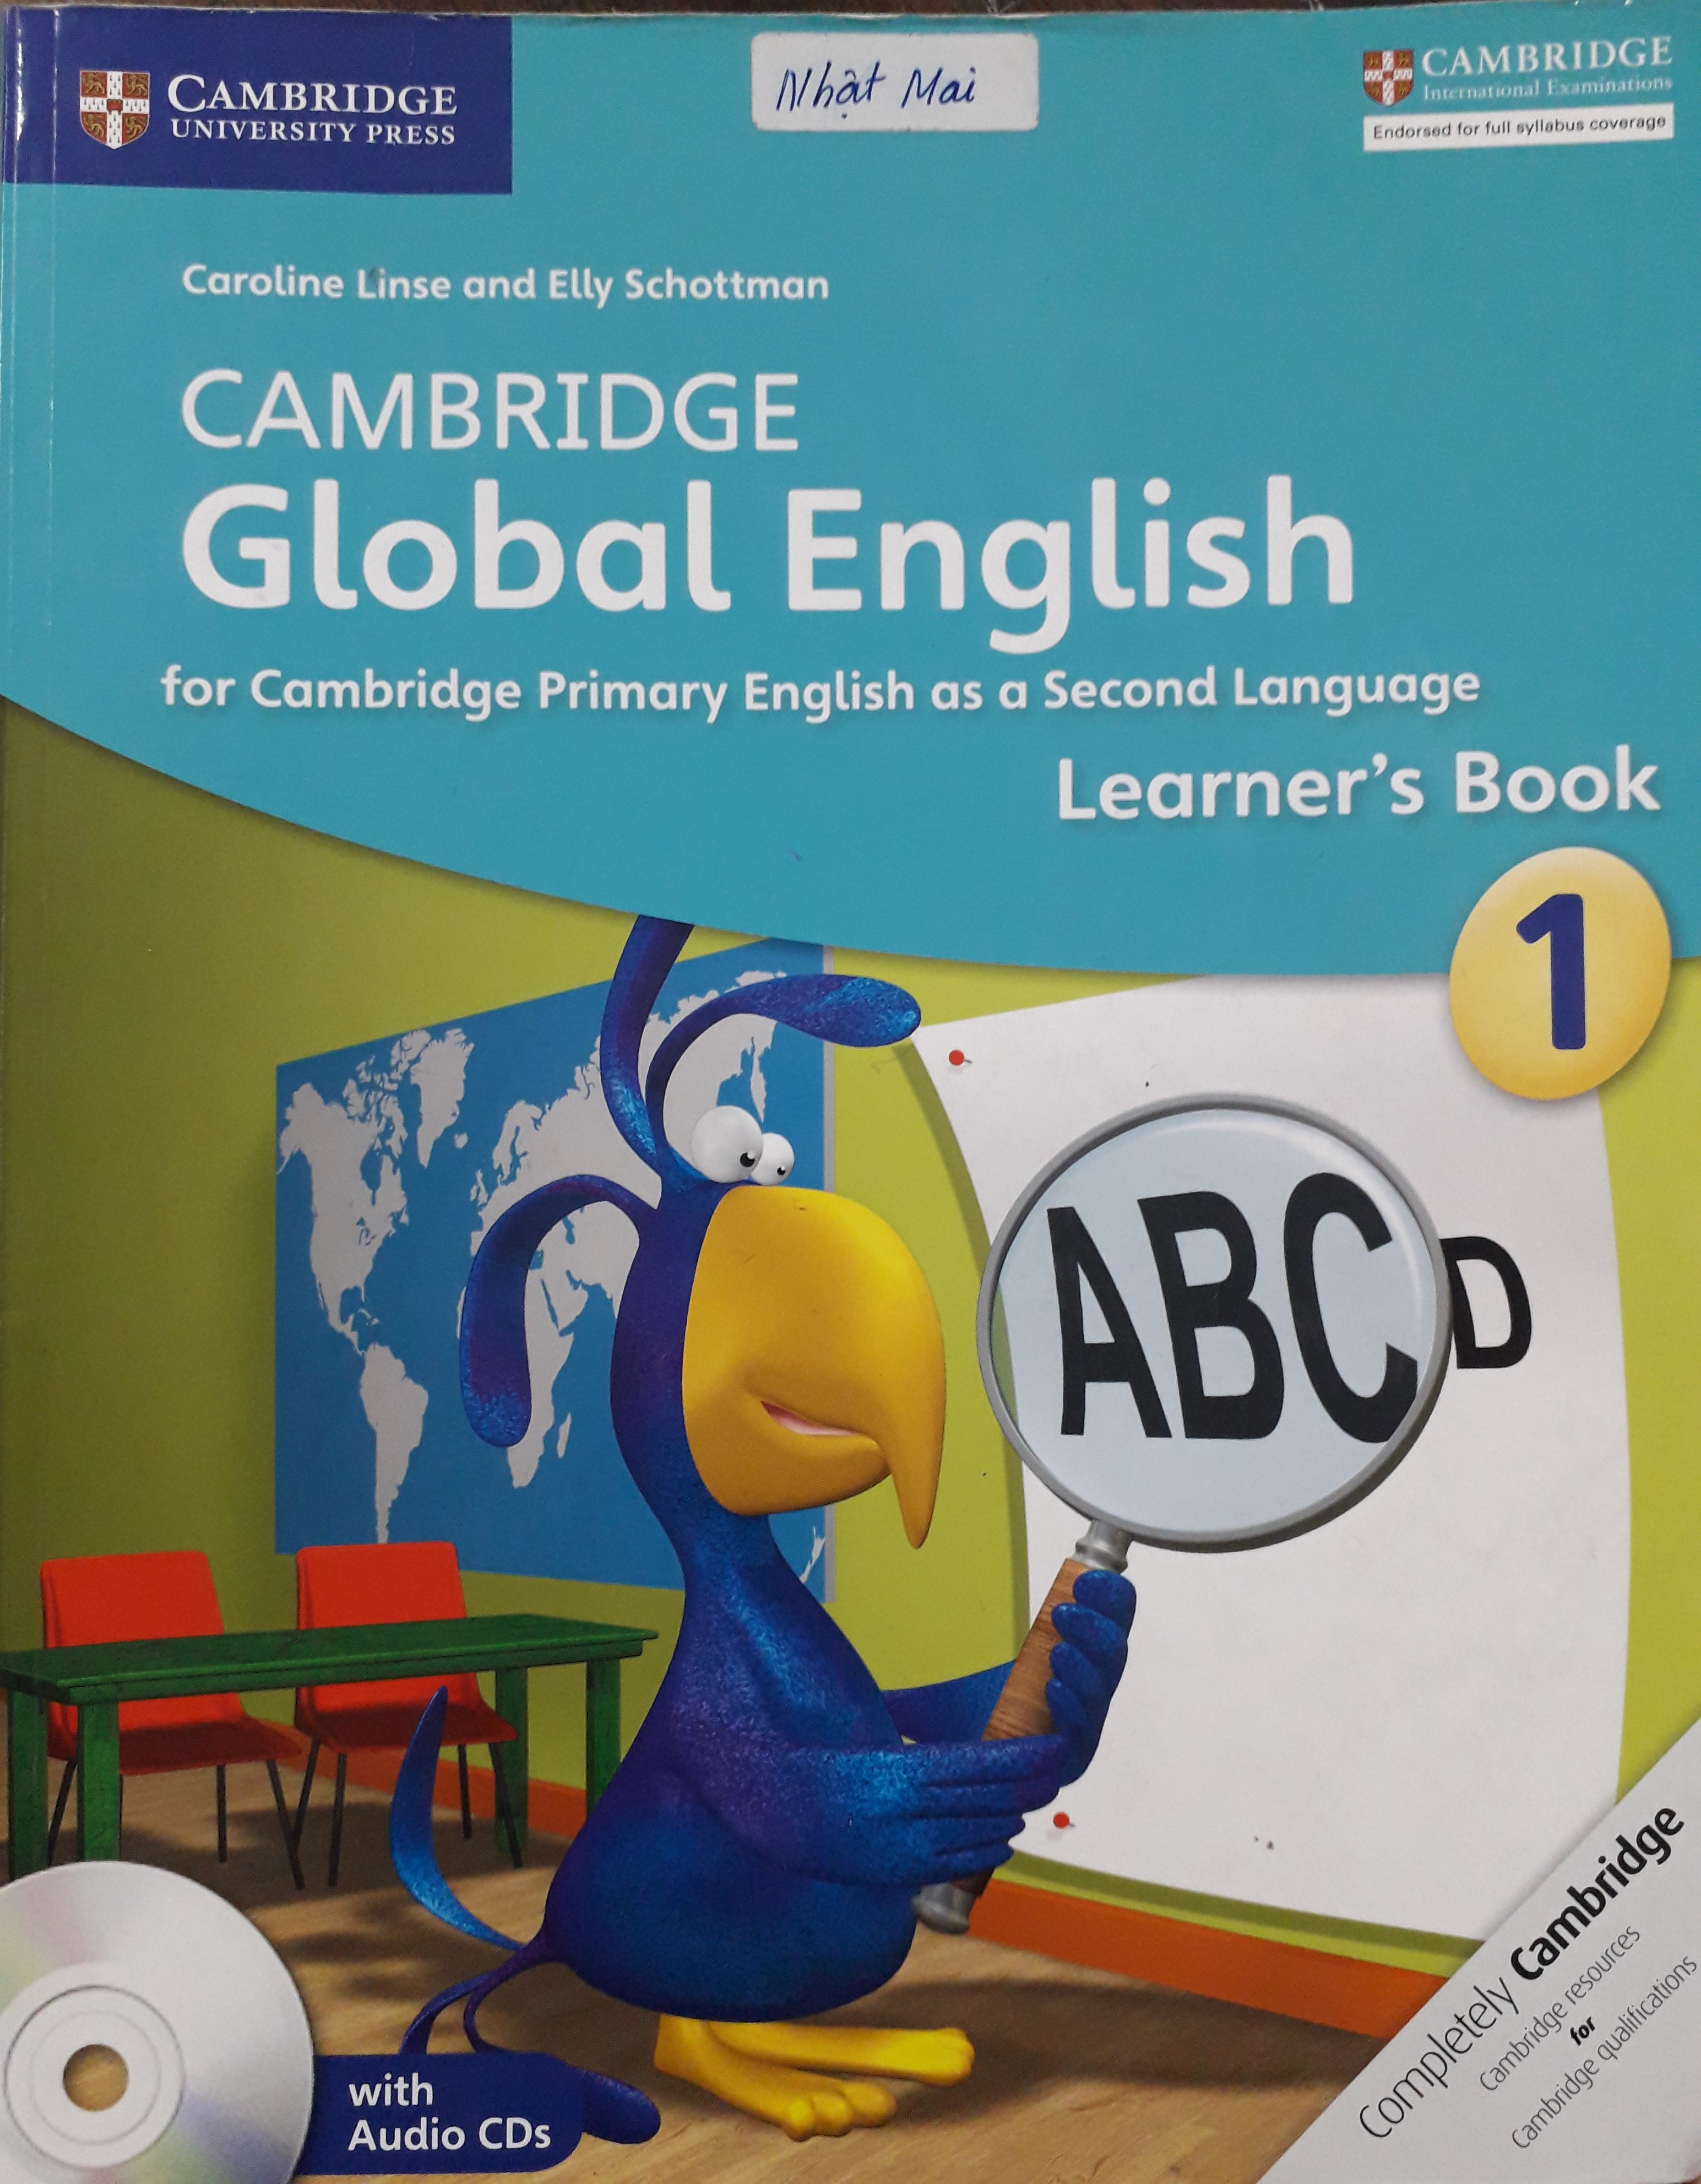 CAMBRIDGE
UNIVERSITY PRESS
Nhật Mai
CAMBRIDGE
International Examinations
Endorsed for full syllabus coverage
Caroline Linse and Elly Schottman
CAMBRIDGE
Global English
for Cambridge Primary English as a Second Language
Learner's Book
1
ABC
D
with
Audio CDs
Completely Cambridge
Cambridge resources
for
Cambridge qualifications